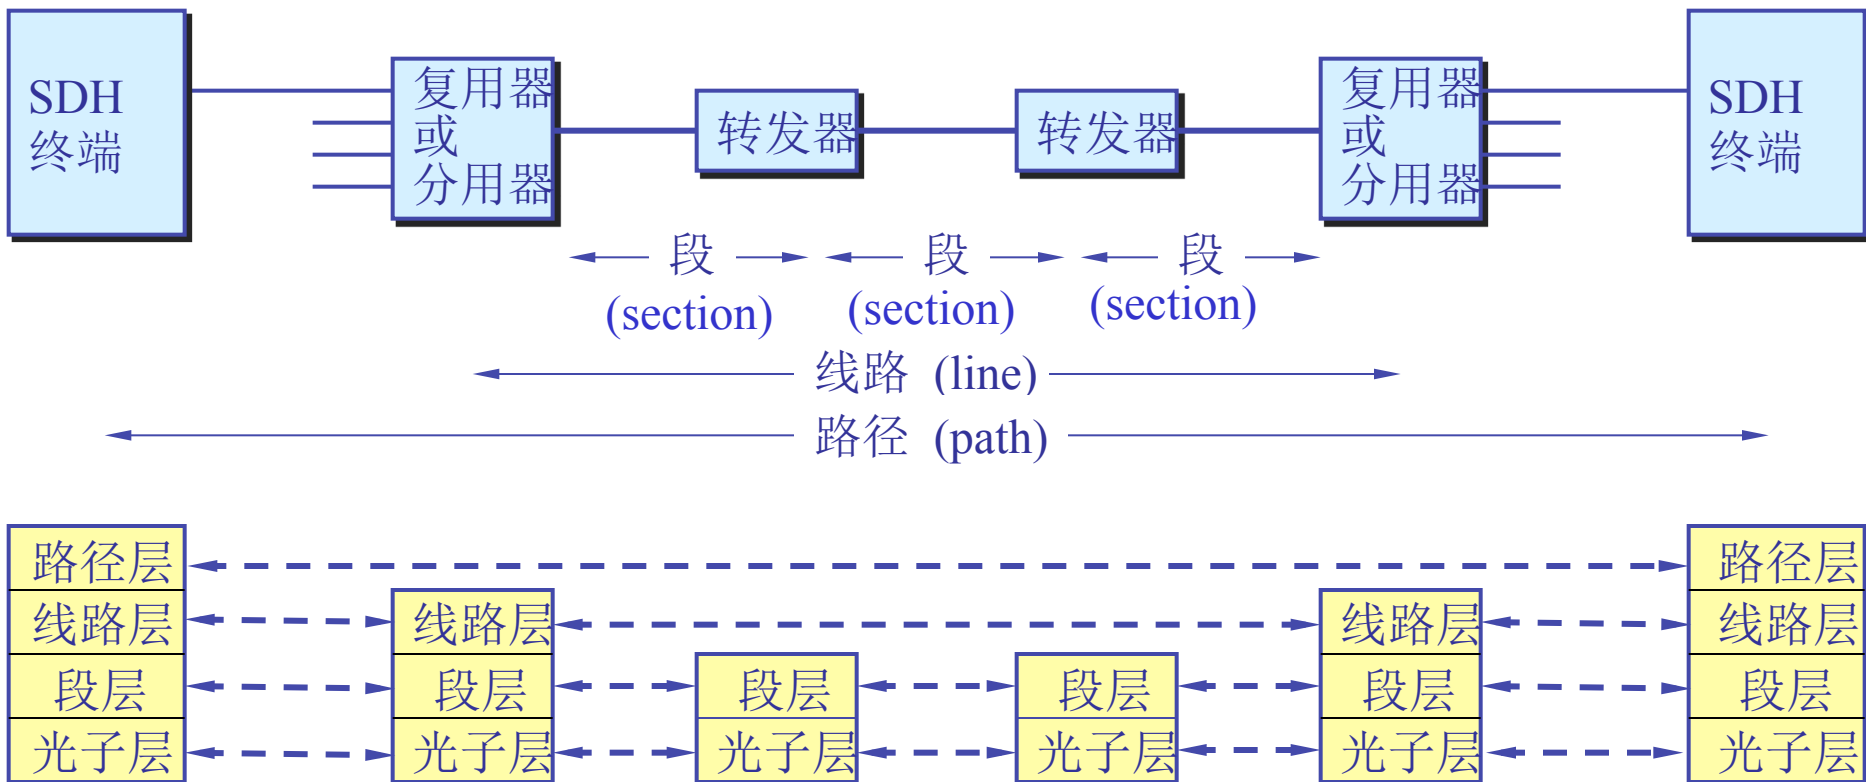 SDH
终端
复用器
或
分用器
转发器
转发器
复用器
或
分用器
SDH
终端
段
(section)
段
(section)
段
(section)
线路 (line)
路径 (path)
路径层
路径层
线路层
线路层
线路层
线路层
段层
段层
段层
段层
段层
段层
光子层
光子层
光子层
光子层
光子层
光子层